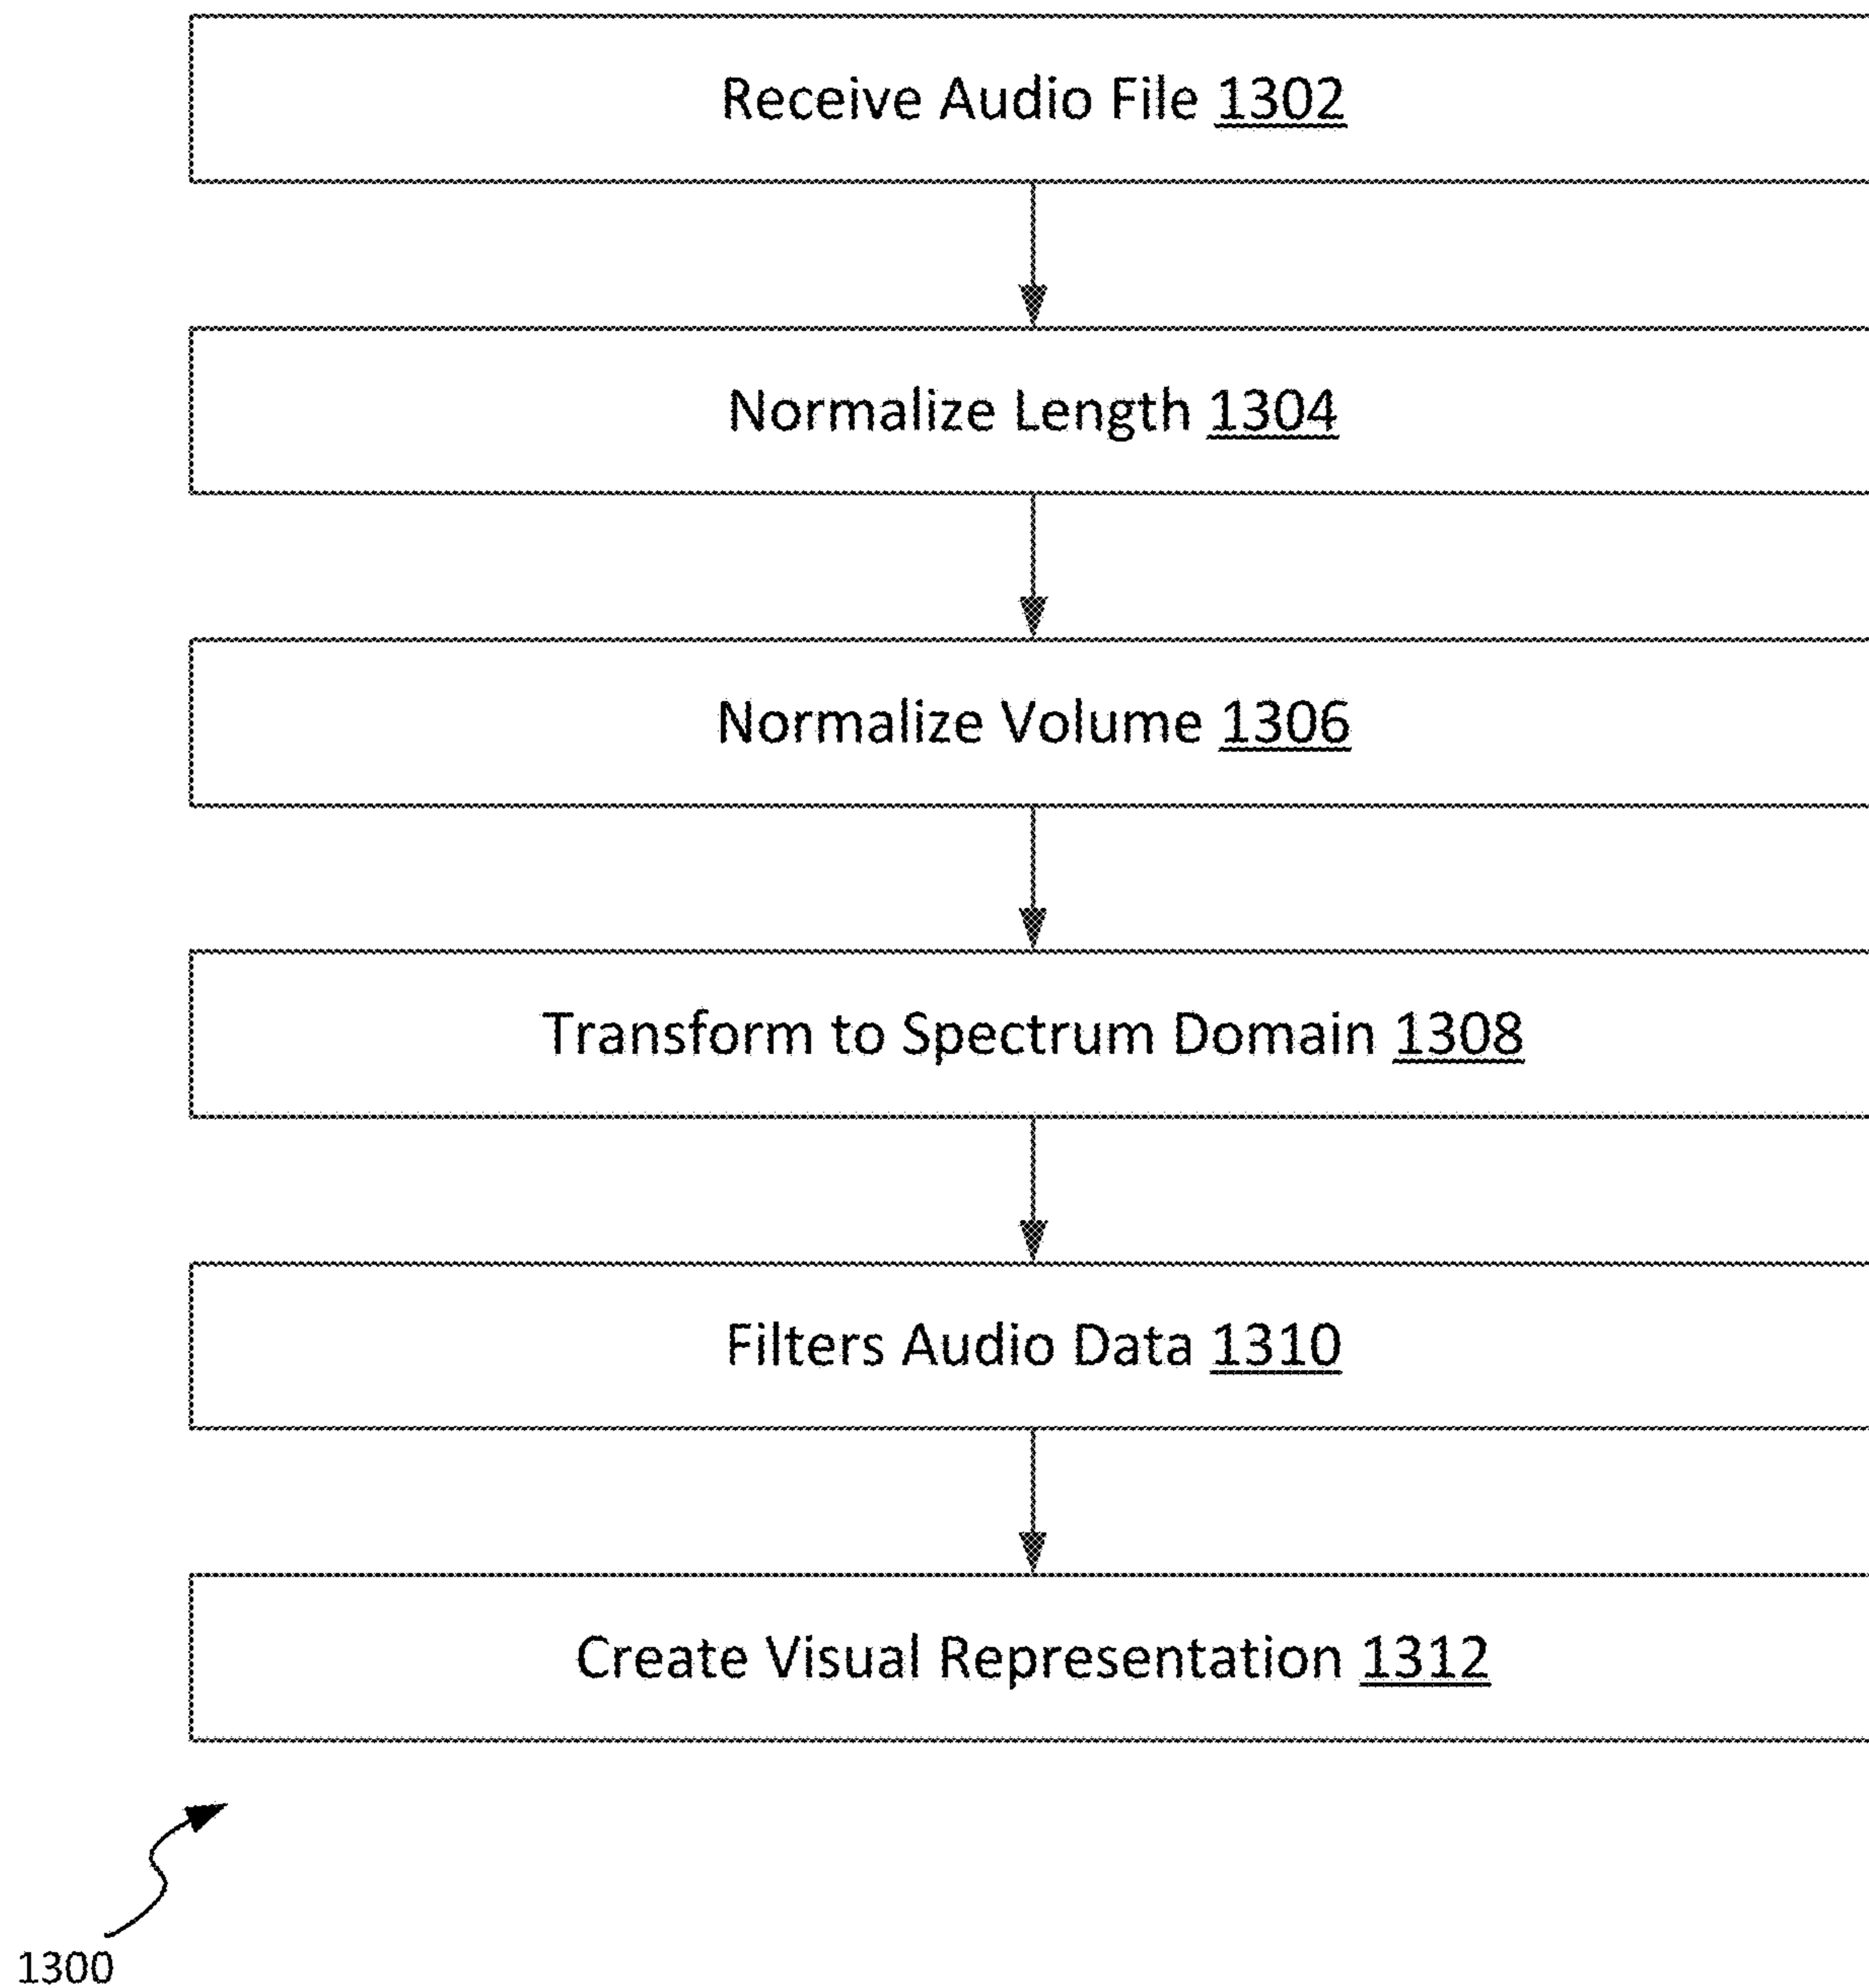 Receive Audio File 1302
Normalize Length 1304
Normalize Volume 1306
Transform to Spectrum Domain 1308
Filters Audio Data 1310
Create Visual Representation 1312
1300